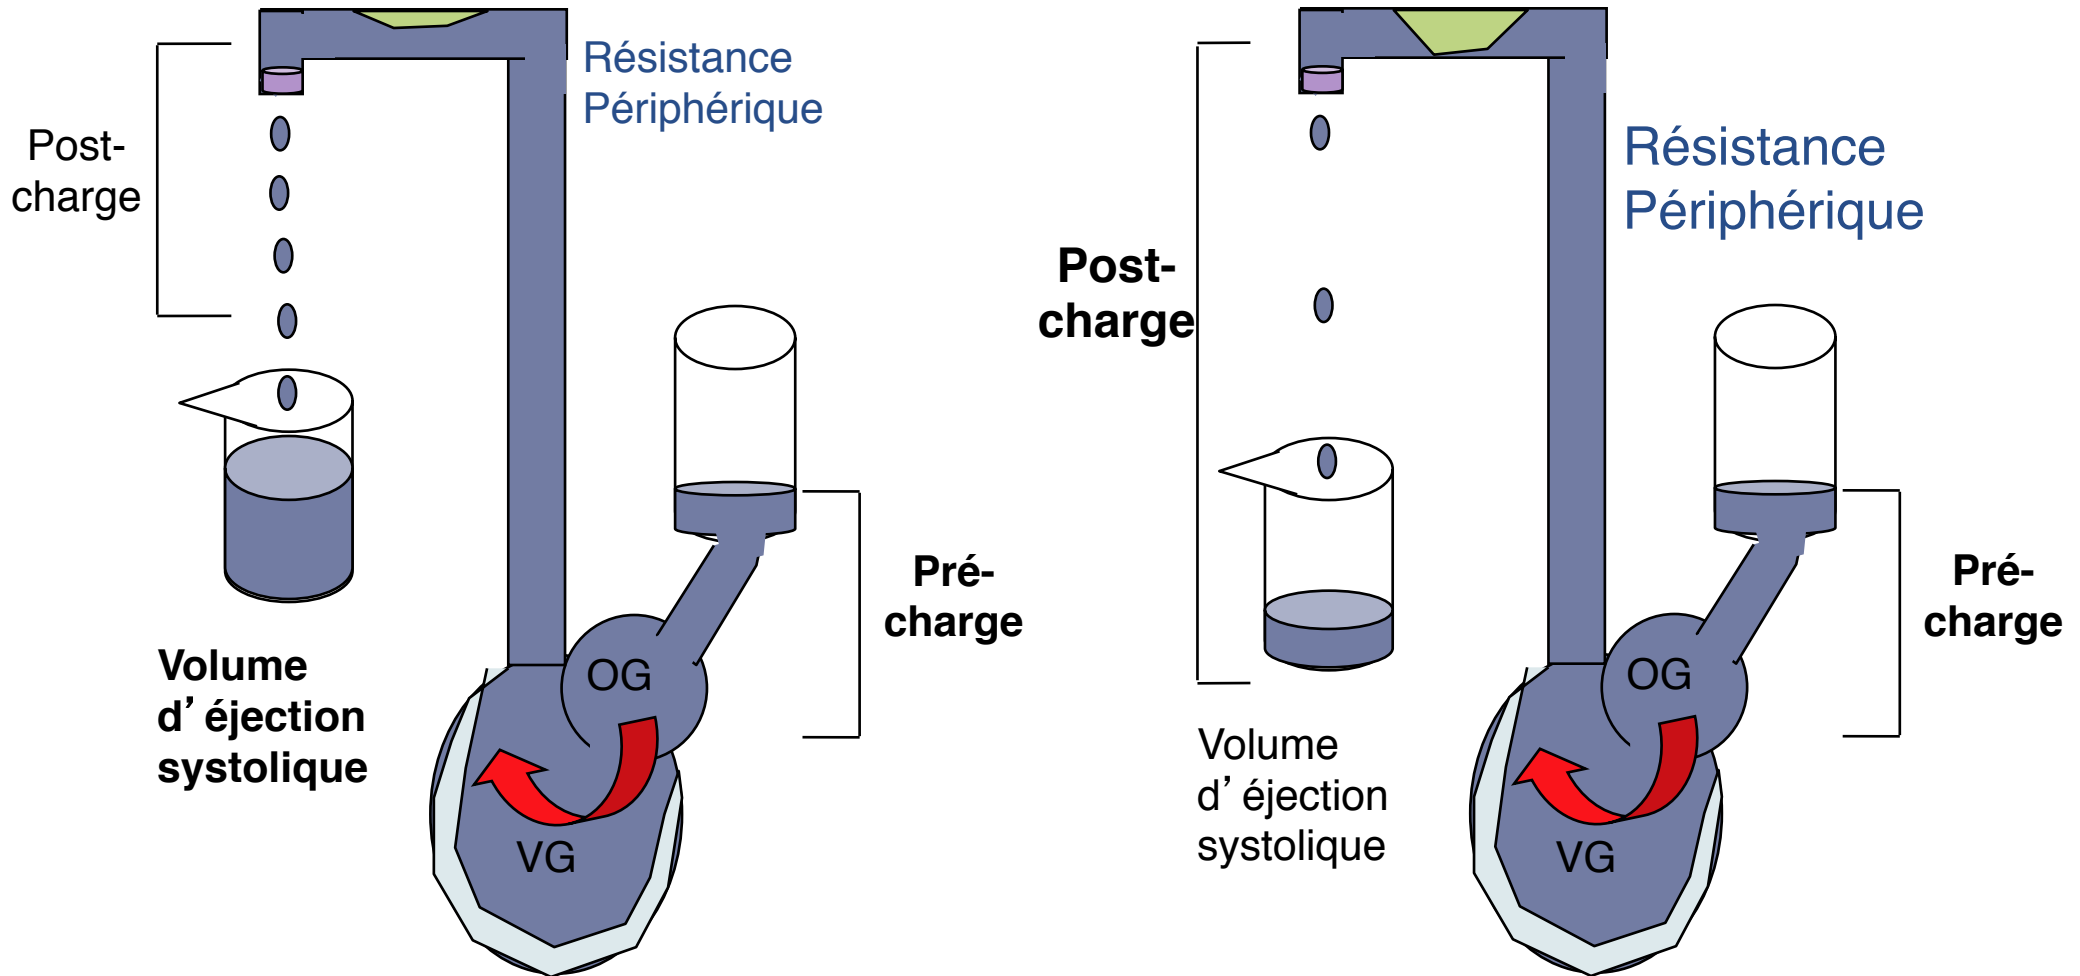 Résistance
Périphérique
Post-
charge
Pré-
charge
OG
Volume
d’ éjection
systolique
VG
Résistance
Périphérique
Post-
charge
Pré-
charge
OG
Volume
d’ éjection
systolique
VG